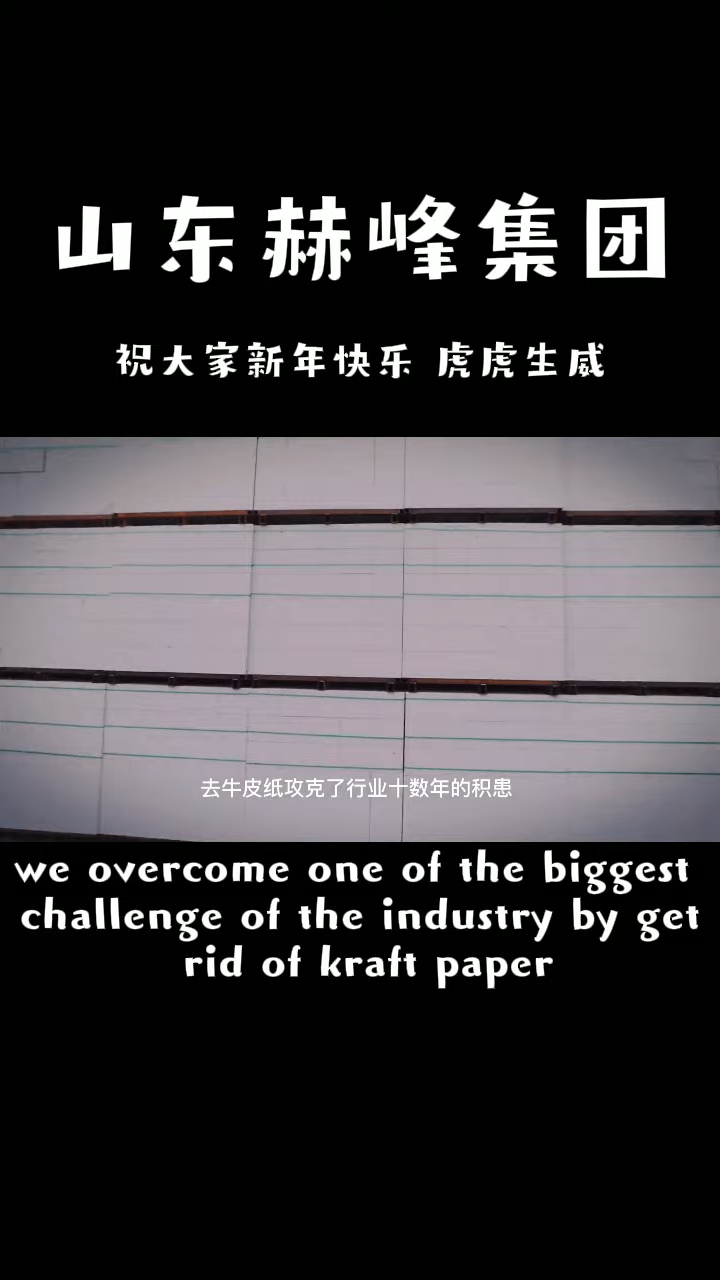 山东赫峰集团
祝大家新年快乐 虎虎生威
去牛皮纸攻克了行业十数年的积患
we overcome one of the biggest
challenge of the industry by get
rid of kraft paper